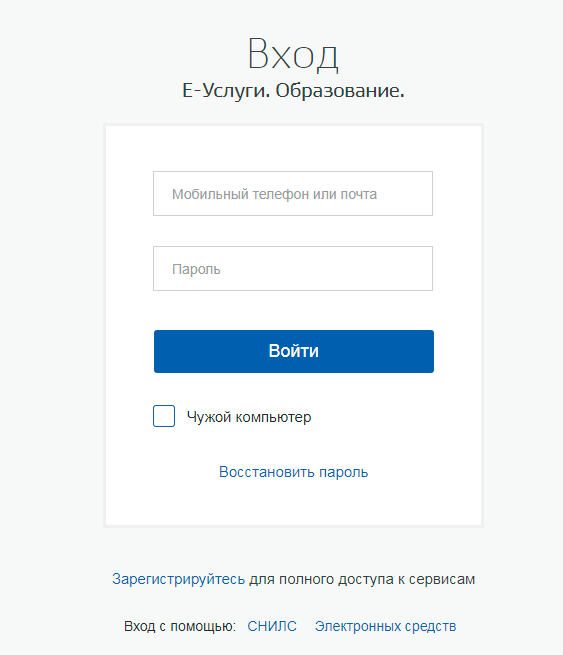 Вход
Е-Услуги. Образование.
Мобильный телефон или почта
Пароль
Войти
Чужой компьютер
Восстановить пароль
Зарегистрируйтесь для полного доступа к сервисам
Вход с помощью: СНИЛС Электронных средств